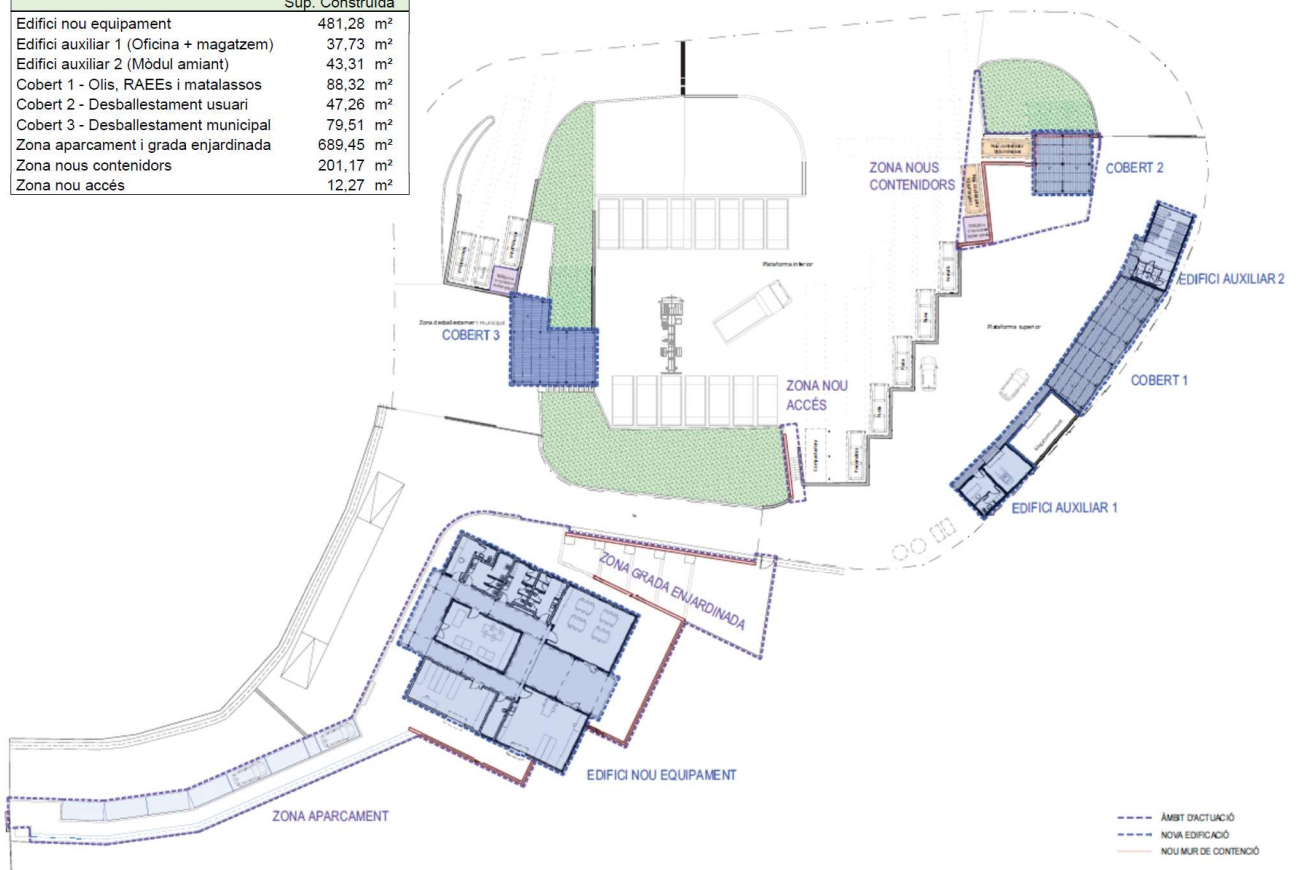 Sup. Construïda
Edifici nou equipament 481,28 m²
Edifici auxiliar 1 (Oficina + magatzem) 37,73 m²
Edifici auxiliar 2 (Mòdul amiant) 43,31 m²
Cobert 1 - Olis, RAEEs i matalassos 88,32 m²
Cobert 2 - Desballestament usuari 47,26 m²
Cobert 3 - Desballestament municipal 79,51 m²
Zona aparcament i grada enjardinada 689,45 m²
Zona nous contenidors 201,17 m²
Zona nou accés 12,27 m²
ZONA NOUS
CONTENIDORS
COBERT 2
Plataforma inferior
EDIFICI AUXILIAR 2
Zona desballestament municipal
COBERT 3
Plataforma superior
COBERT 1
ZONA NOU
ACCÉS
EDIFICI AUXILIAR 1
ZONA GRADA ENJARDINADA
EDIFICI NOU EQUIPAMENT
ZONA APARCAMENT
ÀMBIT D'ACTUACIÓ
NOVA EDIFICACIÓ
NOU MUR DE CONTENCIÓ